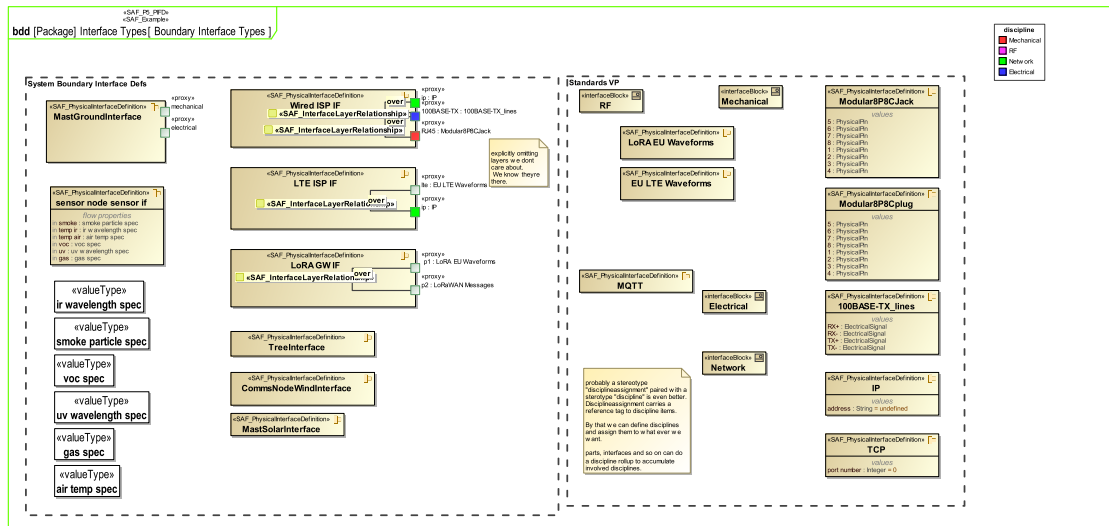 «SAF_P5_PIFD»
«SAF_Example»
bdd [Package] Interface Types[ Boundary Interface Types ]
discipline
Mechanical
RF
Network
Electrical
System Boundary Interface Defs
«SAF_PhysicalInterfaceDefinition»
MastGroundInterface
«proxy»
mechanical
«proxy»
electrical
«SAF_PhysicalInterfaceDefinition»
sensor node sensor if
flow properties
in smoke : smoke particle spec
in temp ir : ir wavelength spec
in temp air : air temp spec
in voc : voc spec
in uv : uv wavelength spec
in gas : gas spec
«valueType»
ir wavelength spec
«valueType»
smoke particle spec
«valueType»
voc spec
«valueType»
uv wavelength spec
«valueType»
gas spec
«valueType»
air temp spec
«SAF_PhysicalInterfaceDefinition»
Wired ISP IF
«proxy»
ip : IP
over
«proxy»
«SAF_InterfaceLayerRelationship»
100BASE-TX : 100BASE-TX_lines
over
«proxy»
«SAF_InterfaceLayerRelationship»
RJ45 : Modular8P8CJack
explicitly omitting
layers we dont
care about.
We know theyre
there.
«SAF_PhysicalInterfaceDefinition»
LTE ISP IF
«proxy»
lte : EU LTE Waveforms
«proxy»
over
«SAF_InterfaceLayerRelationship»
ip : IP
«SAF_PhysicalInterfaceDefinition»
LoRA GW IF
«proxy»
p1 : LoRA EU Waveforms
over
«SAF_InterfaceLayerRelationship»
«proxy»
p2 : LoRaWAN Messages
«SAF_PhysicalInterfaceDefinition»
TreeInterface
«SAF_PhysicalInterfaceDefinition»
CommsNodeWindInterface
«SAF_PhysicalInterfaceDefinition»
MastSolarInterface
Standards VP
«interfaceBlock»
RF
«interfaceBlock»
Mechanical
«SAF_PhysicalInterfaceDefinition»
LoRA EU Waveforms
«SAF_PhysicalInterfaceDefinition»
EU LTE Waveforms
«SAF_PhysicalInterfaceDefinition»
MQTT
«interfaceBlock»
Electrical
«interfaceBlock»
Network
probably a stereotype
"disciplineassignment" paired with a
sterotype "discipline" is even better.
Disciplineassignment carries a
reference tag to discipline items.
By that we can define disciplines
and assign them to what ever we
want.
parts, interfaces and so on can do
a discipline rollup to accumulate
involved disciplines.
«SAF_PhysicalInterfaceDefinition»
Modular8P8CJack
values
5 : PhysicalPin
6 : PhysicalPin
7 : PhysicalPin
8 : PhysicalPin
1 : PhysicalPin
2 : PhysicalPin
3 : PhysicalPin
4 : PhysicalPin
«SAF_PhysicalInterfaceDefinition»
Modular8P8Cplug
values
5 : PhysicalPin
6 : PhysicalPin
7 : PhysicalPin
8 : PhysicalPin
1 : PhysicalPin
2 : PhysicalPin
3 : PhysicalPin
4 : PhysicalPin
«SAF_PhysicalInterfaceDefinition»
100BASE-TX_lines
values
RX+ : ElectricalSignal
RX- : ElectricalSignal
TX+ : ElectricalSignal
TX- : ElectricalSignal
«SAF_PhysicalInterfaceDefinition»
IP
values
address : String = undefined
«SAF_PhysicalInterfaceDefinition»
TCP
values
port number : Integer = 0